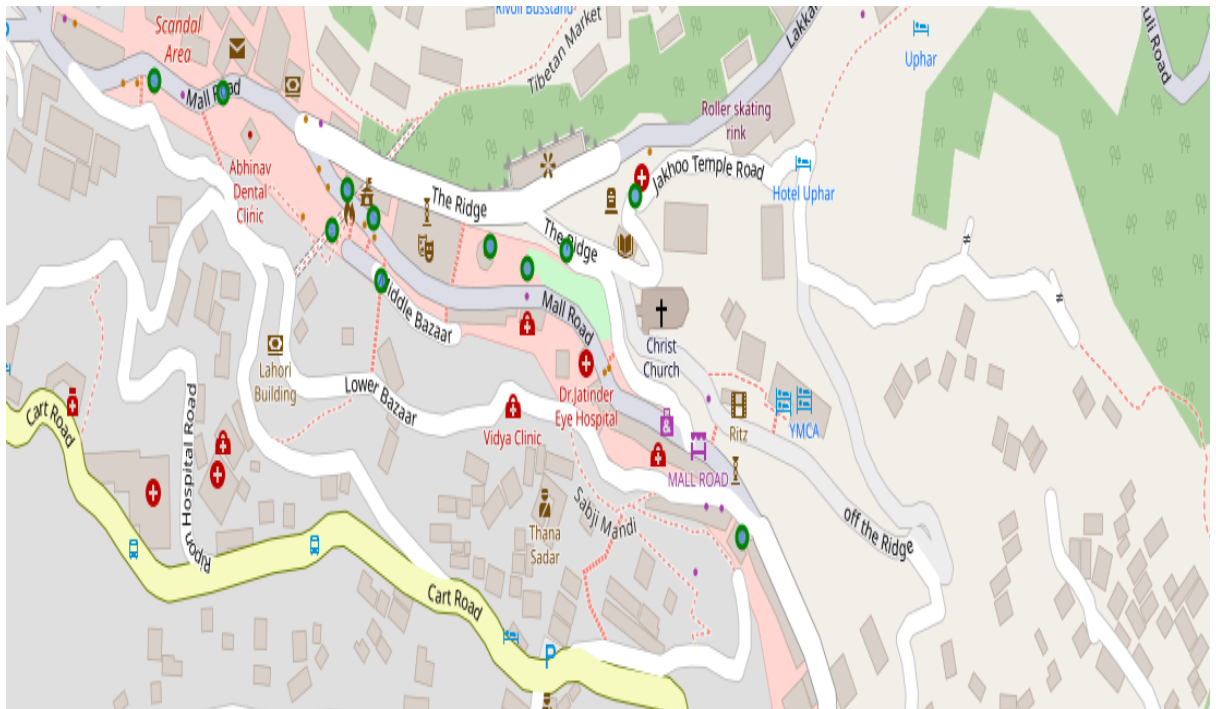 Rivoli Busstand
Scandal
Area
Tibetan Market
Lakkar
Uphar
uli Road
Mall Road
Roller skating
rink
Abhinav
Dental
Clinic
Jakhoo Temple Road
Hotel Uphar
The Ridge
The Ridge
iddle Bazaar
Mall Road
Christ
Church
Lahori
Building
Lower Bazaar
Dr.Jatinder
Eye Hospital
Cart Road
Vidya Clinic
Ritz
YMCA
MALL ROAD
Ripon Hospital Road
Sabji Mandi
Thana
Sadar
off the Ridge
Cart Road
P